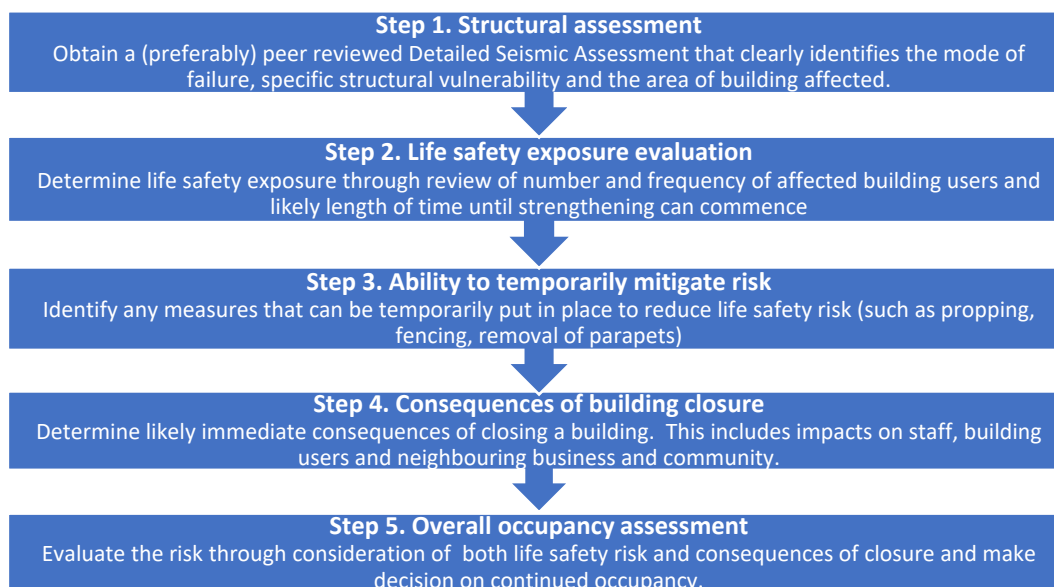 Step 1. Structural assessment
Obtain a (preferably) peer reviewed Detailed Seismic Assessment that clearly identifies the mode of
failure, specific structural vulnerability and the area of building affected.
Step 2. Life safety exposure evaluation
Determine life safety exposure through review of number and frequency of affected building users and
likely length of time until strengthening can commence
Step 3. Ability to temporarily mitigate risk
Identify any measures that can be temporarily put in place to reduce life safety risk (such as propping,
fencing, removal of parapets)
Step 4. Consequences of building closure
Determine likely immediate consequences of closing a building.  This includes impacts on staff, building
users and neighbouring business and community.
Step 5. Overall occupancy assessment
Evaluate the risk through consideration of  both life safety risk and consequences of closure and make
decision on continued occupancy.